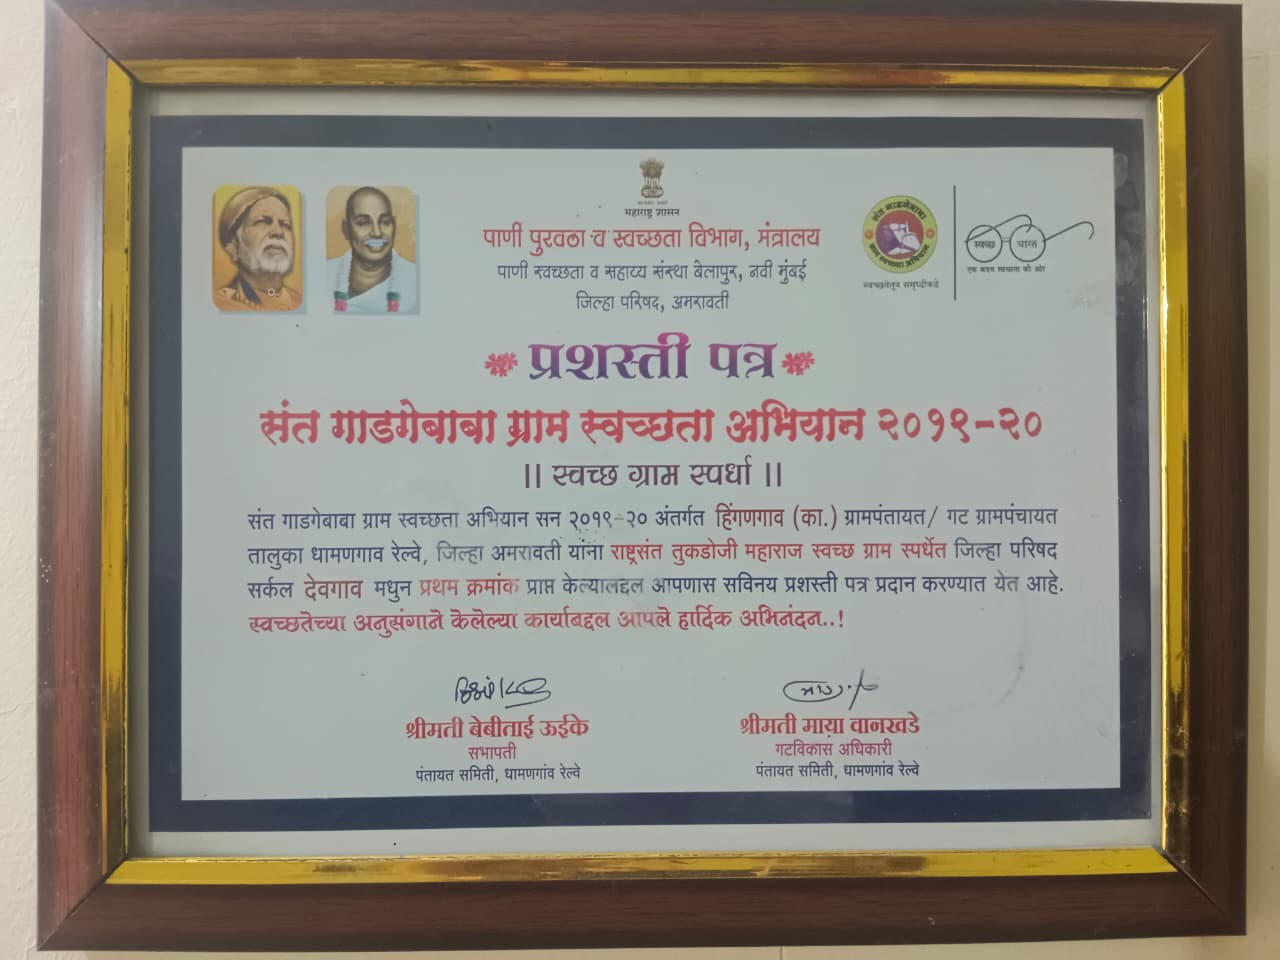 महाराष्ट्र शासन
पाणी पुरवठा व स्वच्छता विभाग, मंत्रालय
पाणी स्वच्छता व सहाय्य संस्था बेलापुर, नवी मुंबई
जिल्हा परिषद, अमरावती
संत गाडगेबाबा
ग्राम स्वच्छता अभियान
स्वच्छतेतून समृध्दीकडे
स्वच्छ भारत
एक कदम स्वच्छता की ओर
प्रशस्ती पत्र
संत गाडगेबाबा ग्राम स्वच्छता अभियान २०१९-२०
॥ स्वच्छ ग्राम स्पर्धा ॥
संत गाडगेबाबा ग्राम स्वच्छता अभियान सन २०१९-२० अंतर्गत हिंगणगाव (का.) ग्रामपंतायत/ गट ग्रामपंचायत
तालुका धामणगाव रेल्वे, जिल्हा अमरावती यांना राष्ट्रसंत तुकडोजी महाराज स्वच्छ ग्राम स्पर्धेत जिल्हा परिषद
सर्कल देवगाव मधुन प्रथम क्रमांक प्राप्त केल्यालद्दल आपणास सविनय प्रशस्ती पत्र प्रदान करण्यात येत आहे.
स्वच्छतेच्या अनुसंगाने केलेल्या कार्याबद्दल आपले हार्दिक अभिनंदन..!
श्रीमती बेबीताई ऊईके
सभापती
पंतायत समिती, धामणगांव रेल्वे
श्रीमती माया वानखडे
गटविकास अधिकारी
पंतायत समिती, धामणगांव रेल्वे